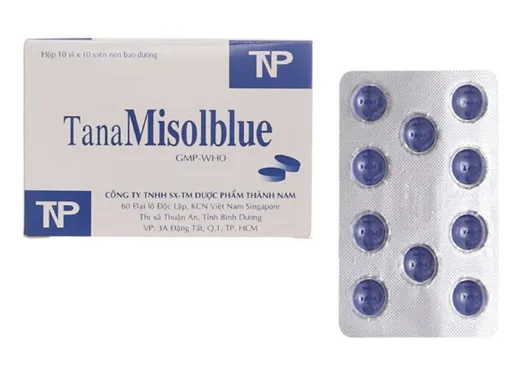 Hộp 10 vỉ x 10 viên nén bao đường
TNP
TanaMisolblue
GMP-WHO
CÔNG TY TNHH SX-TM DƯỢC PHẨM THÀNH NAM
60 Đại lộ Độc Lập, KCN Việt Nam Singapore
Thị xã Thuận An, Tỉnh Bình Dương
VP: 3A Đặng Tất, Q.1, TP. HCM
TNP